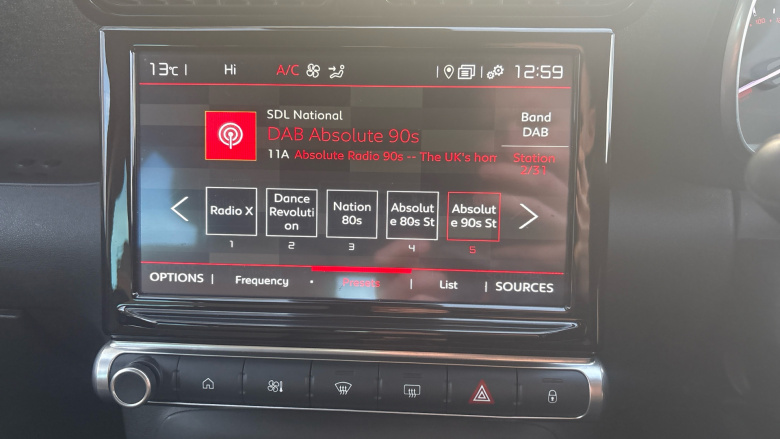 13°C Hi A/C 12:59
SDL National
DAB Absolute 90s
11A Absolute Radio 90s -- The UK's hom
Band
DAB
Station
2/31
Radio X
Dance
Revoluti
on
Nation
80s
Absolut
e 80s St
Absolut
e 90s St
1 2 3 4 5
OPTIONS Frequency Presets List SOURCES